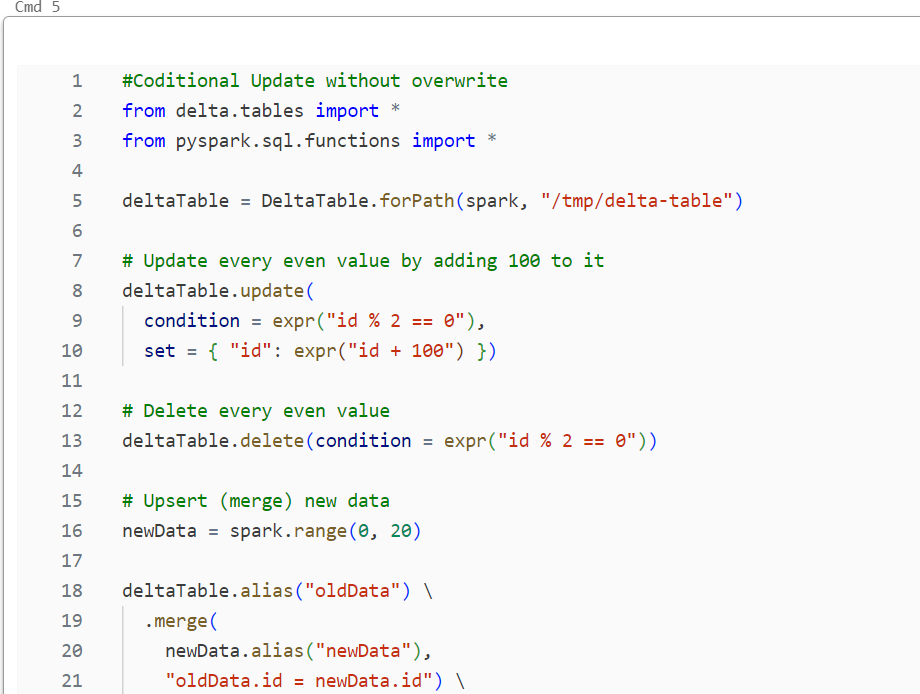 Cmd 5
1 #Coditional Update without overwrite
2 from delta.tables import *
3 from pyspark.sql.functions import *
4
5 deltaTable = DeltaTable.forPath(spark, "/tmp/delta-table")
6
7 # Update every even value by adding 100 to it
8 deltaTable.update(
9   condition = expr("id % 2 == 0"),
10   set = { "id": expr("id + 100") })
11
12 # Delete every even value
13 deltaTable.delete(condition = expr("id % 2 == 0"))
14
15 # Upsert (merge) new data
16 newData = spark.range(0, 20)
17
18 deltaTable.alias("oldData") \
19   .merge(
20     newData.alias("newData"),
21     "oldData.id = newData.id") \